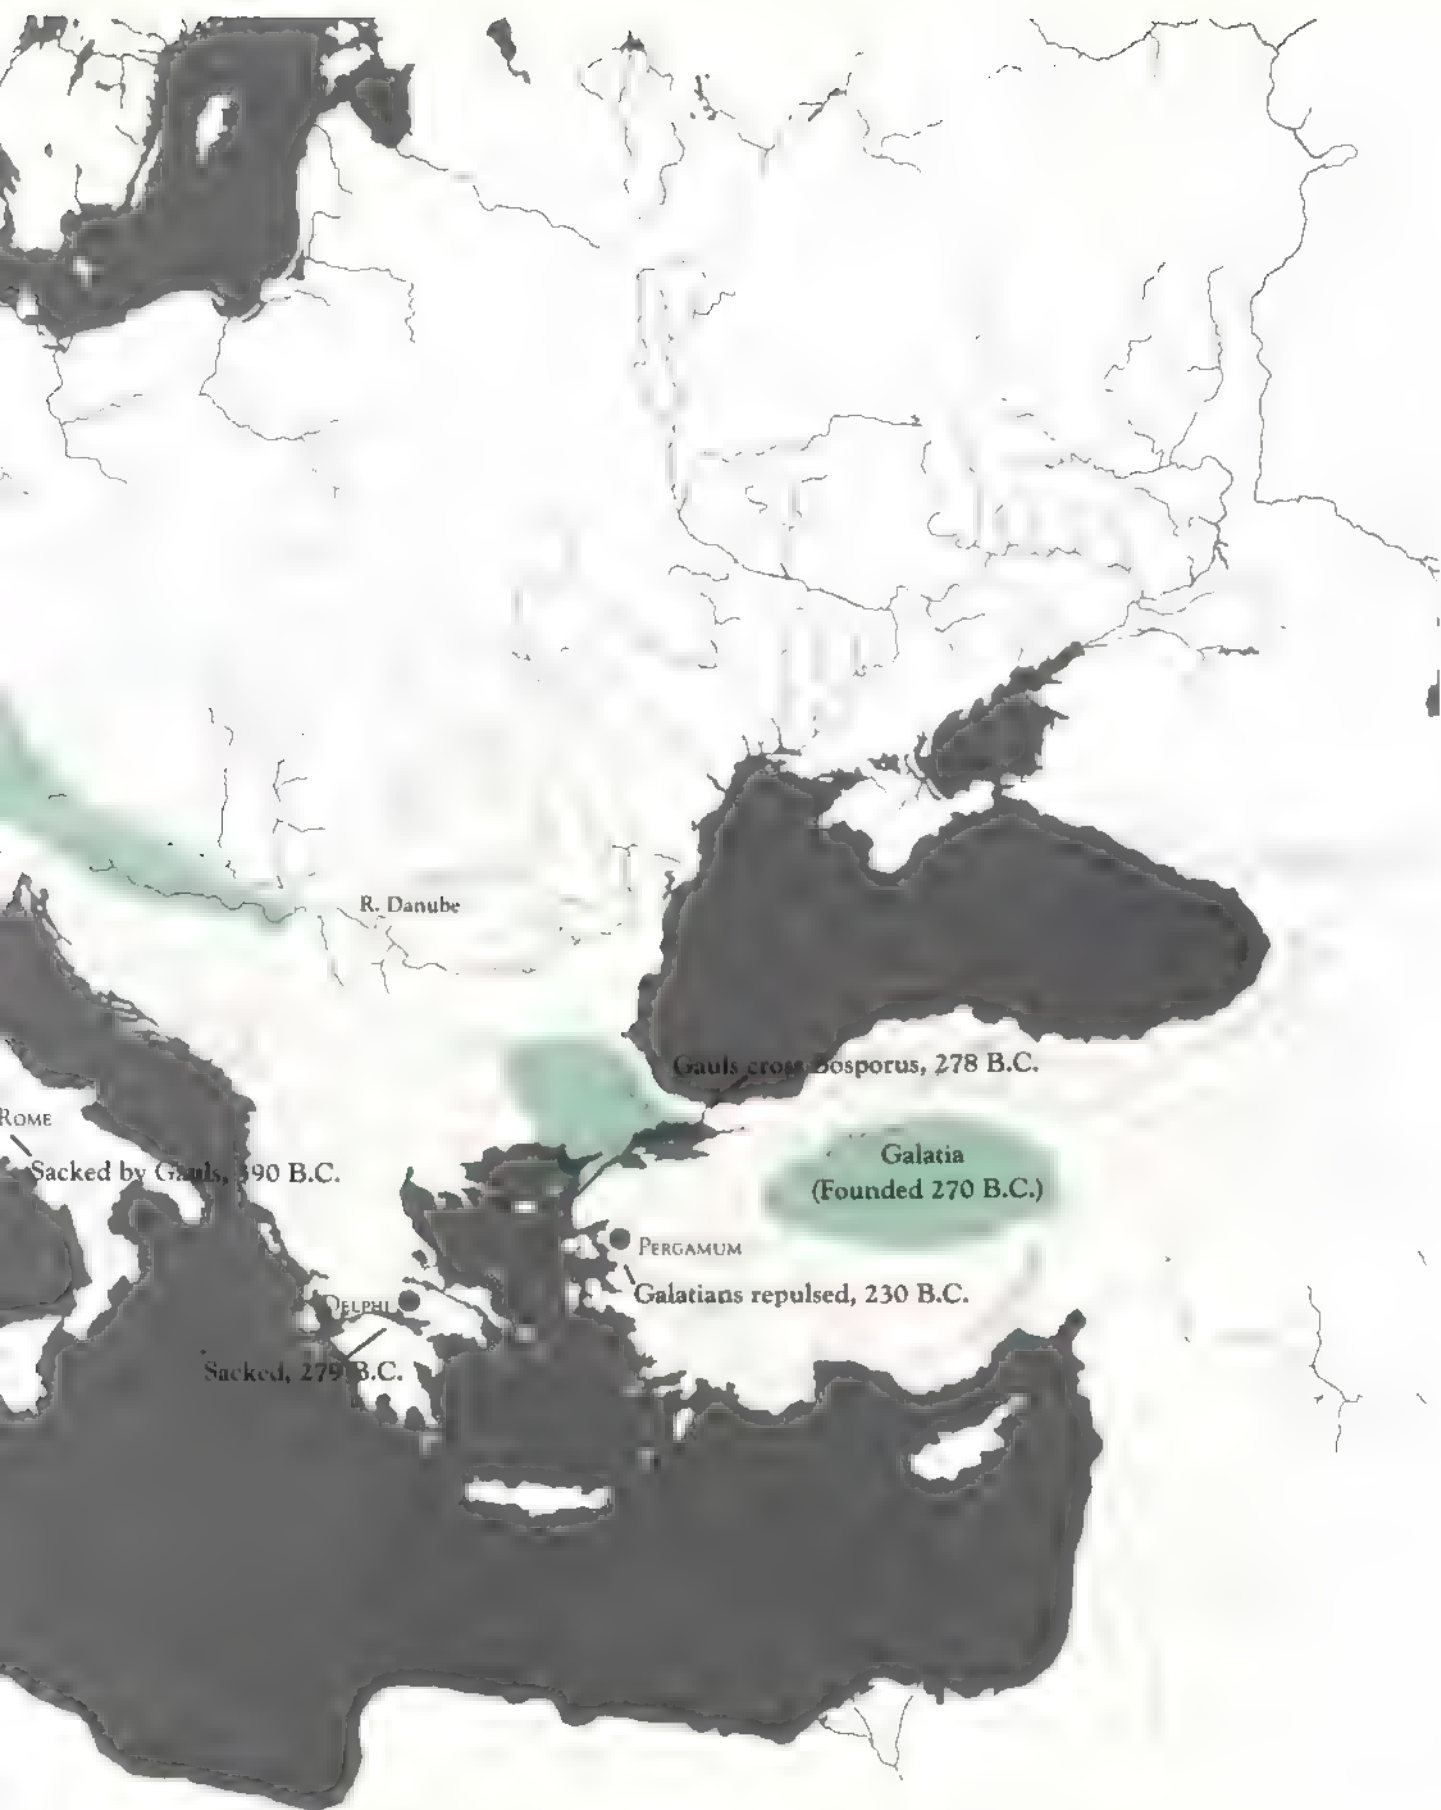 R. Danube
Gauls cross Bosporus, 278 B.C.
ROME
Sacked by Gauls, 390 B.C.
Galatia
(Founded 270 B.C.)
PERGAMUM
Galatians repulsed, 230 B.C.
DELPHI
Sacked, 279 B.C.